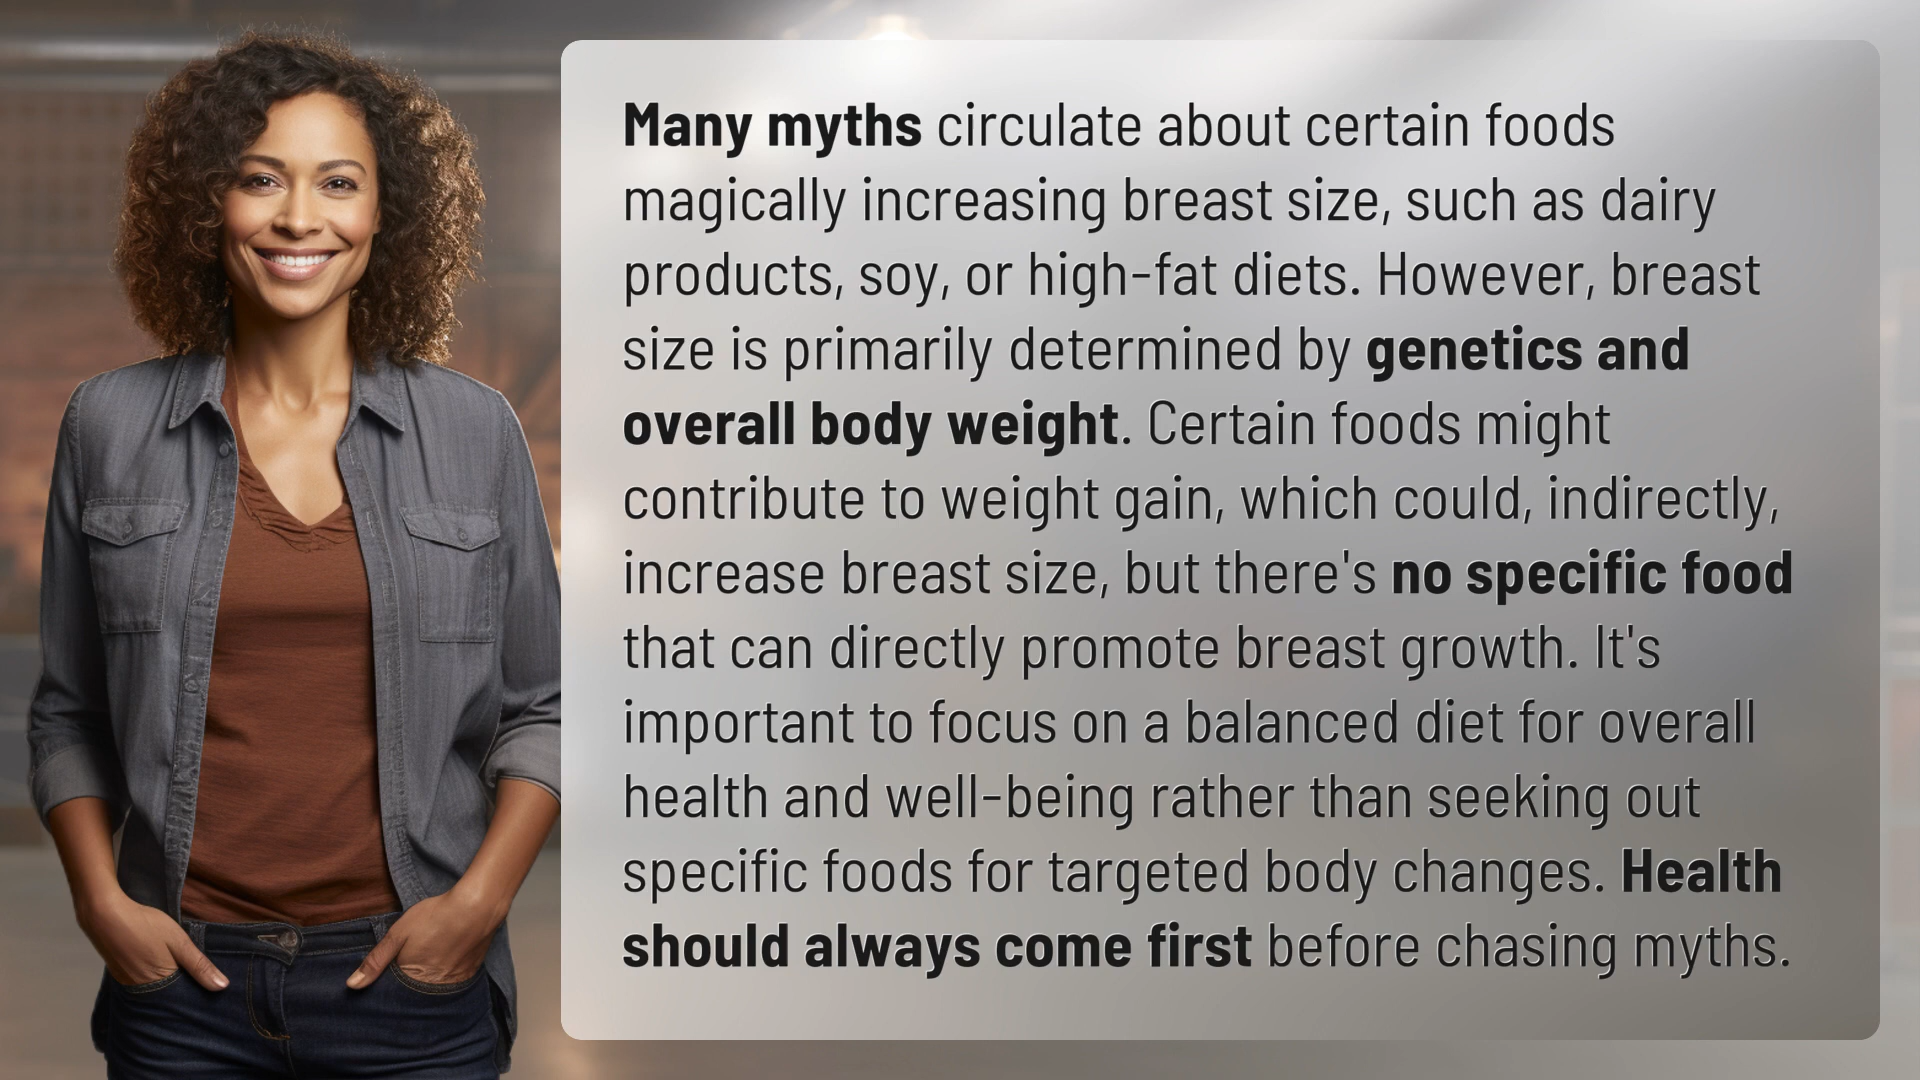 Many myths circulate about certain foods
magically increasing breast size, such as dairy
products, soy, or high-fat diets. However, breast
size is primarily determined by genetics and
overall body weight. Certain foods might
contribute to weight gain, which could, indirectly,
increase breast size, but there's no specific food
that can directly promote breast growth. It's
important to focus on a balanced diet for overall
health and well-being rather than seeking out
specific foods for targeted body changes. Health
should always come first before chasing myths.